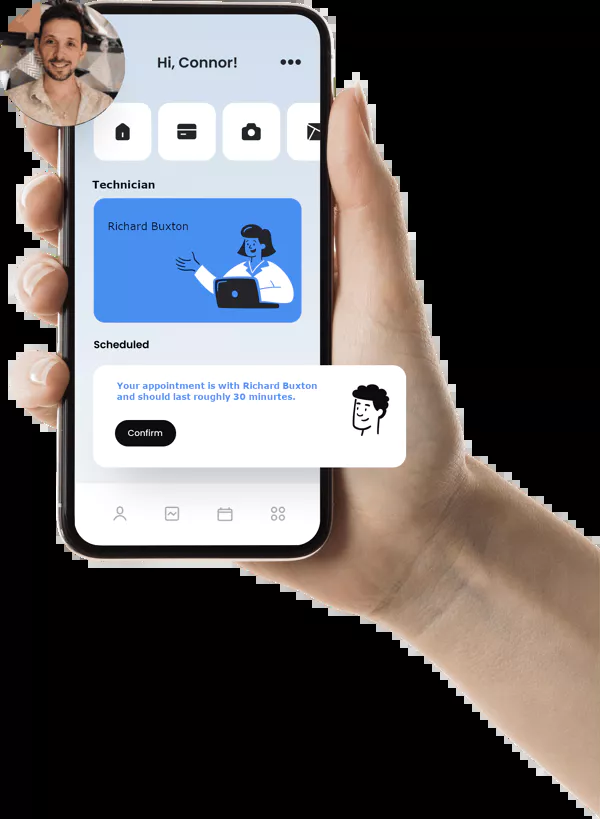 Hi, Connor!
Technician
Richard Buxton
Scheduled
Your appointment is with Richard Buxton
and should last roughly 30 minurtes.
Confirm